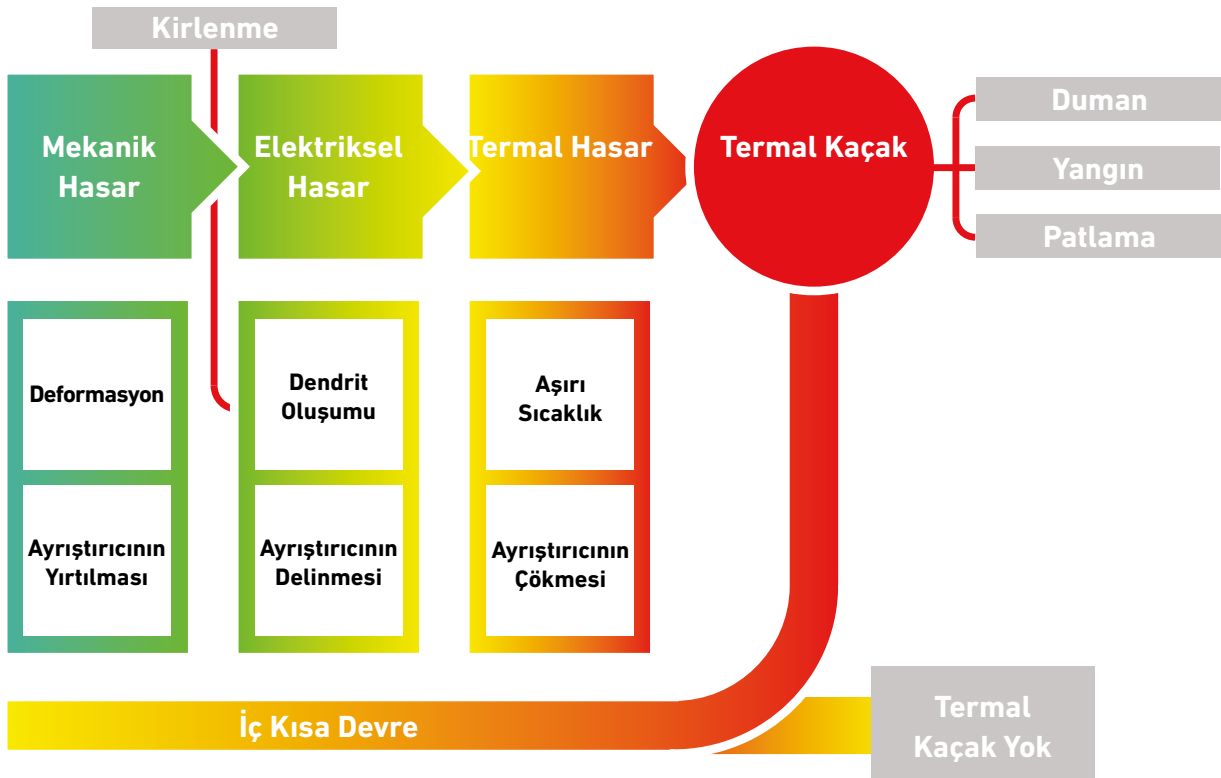 Kirlenme
Mekanik
Hasar
Elektriksel
Hasar
Termal Hasar
Termal Kaçak
Duman
Yangın
Patlama
Deformasyon
Ayrıştırıcının
Yırtılması
Dendrit
Oluşumu
Ayrıştırıcının
Delinmesi
Aşırı
Sıcaklık
Ayrıştırıcının
Çökmesi
İç Kısa Devre
Termal
Kaçak Yok